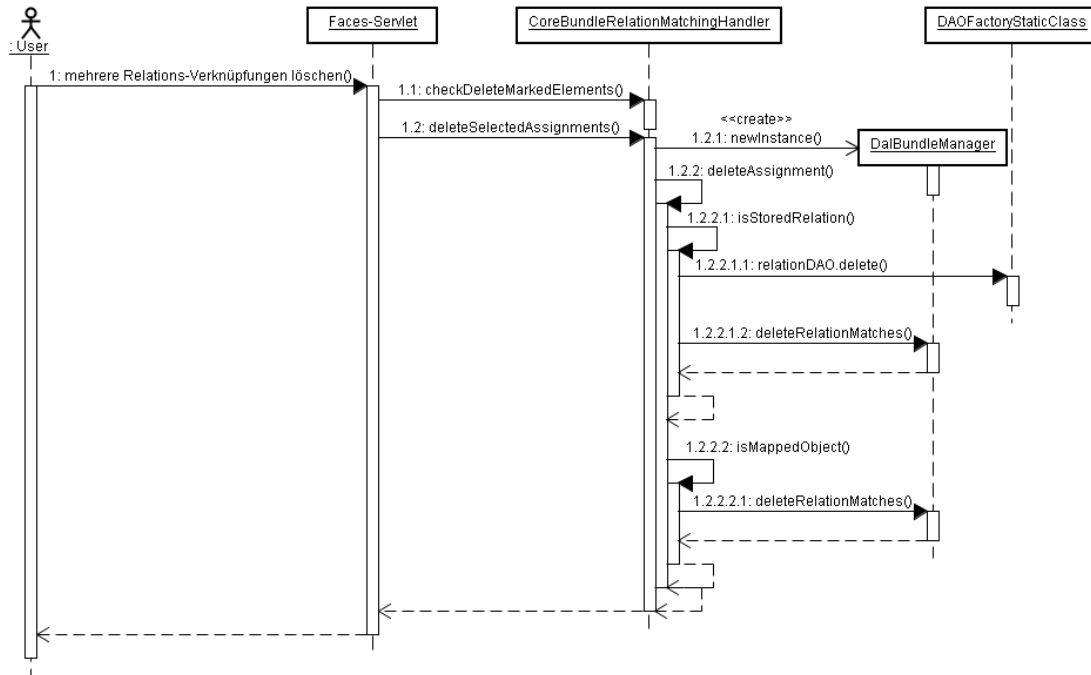 Faces-Servlet
CoreBundleRelationMatchingHandler
DAOFactoryStaticClass
: User
1: mehrere Relations-Verknüpfungen löschen()
1.1: checkDeleteMarkedElements()
<<create>>
1.2: deleteSelectedAssignments()
1.2.1: newInstance()
DalBundleManager
1.2.2: deleteAssignment()
1.2.2.1: isStoredRelation()
1.2.2.1.1: relationDAO.delete()
1.2.2.1.2: deleteRelationMatches()
1.2.2.2: isMappedObject()
1.2.2.2.1: deleteRelationMatches()